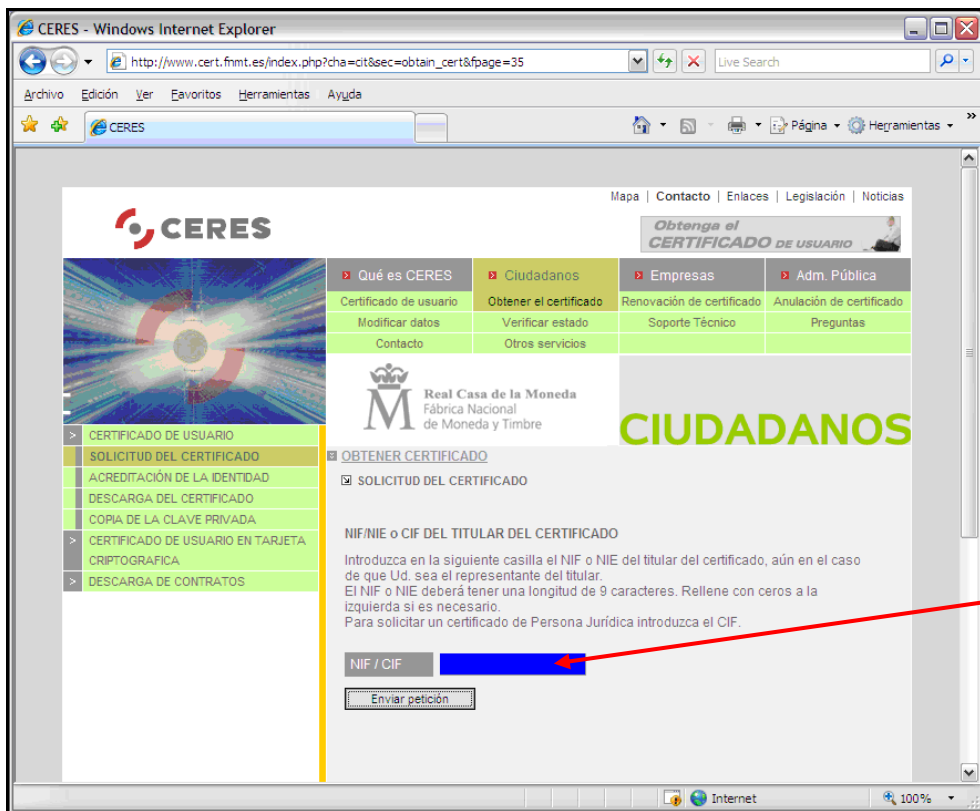 CERES - Windows Internet Explorer
http://www.cert.fnmt.es/index.php?cha=cit&sec=obtain_cert&fpage=35
Live Search
Archivo Edición Ver Favoritos Herramientas Ayuda
CERES
Página
Herramientas
»
Mapa | Contacto | Enlaces | Legislación | Noticias
CERES
Obtenga el
CERTIFICADO DE USUARIO
Qué es CERES
Ciudadanos
Empresas
Adm. Pública
Certificado de usuario
Obtener el certificado
Renovación de certificado
Anulación de certificado
Modificar datos
Verificar estado
Soporte Técnico
Preguntas
Contacto
Otros servicios
M
Real Casa de la Moneda
Fábrica Nacional
de Moneda y Timbre
CIUDADANOS
> CERTIFICADO DE USUARIO
SOLICITUD DEL CERTIFICADO
ACREDITACIÓN DE LA IDENTIDAD
DESCARGA DEL CERTIFICADO
COPIA DE LA CLAVE PRIVADA
> CERTIFICADO DE USUARIO EN TARJETA
CRIPTOGRAFICA
> DESCARGA DE CONTRATOS
OBTENER CERTIFICADO
SOLICITUD DEL CERTIFICADO
NIF/NIE o CIF DEL TITULAR DEL CERTIFICADO
Introduzca en la siguiente casilla el NIF o NIE del titular del certificado, aún en el caso
de que Ud. sea el representante del titular.
El NIF o NIE deberá tener una longitud de 9 caracteres. Rellene con ceros a la
izquierda si es necesario.
Para solicitar un certificado de Persona Jurídica introduzca el CIF.
NIF / CIF
Enviar petición
Internet
100%